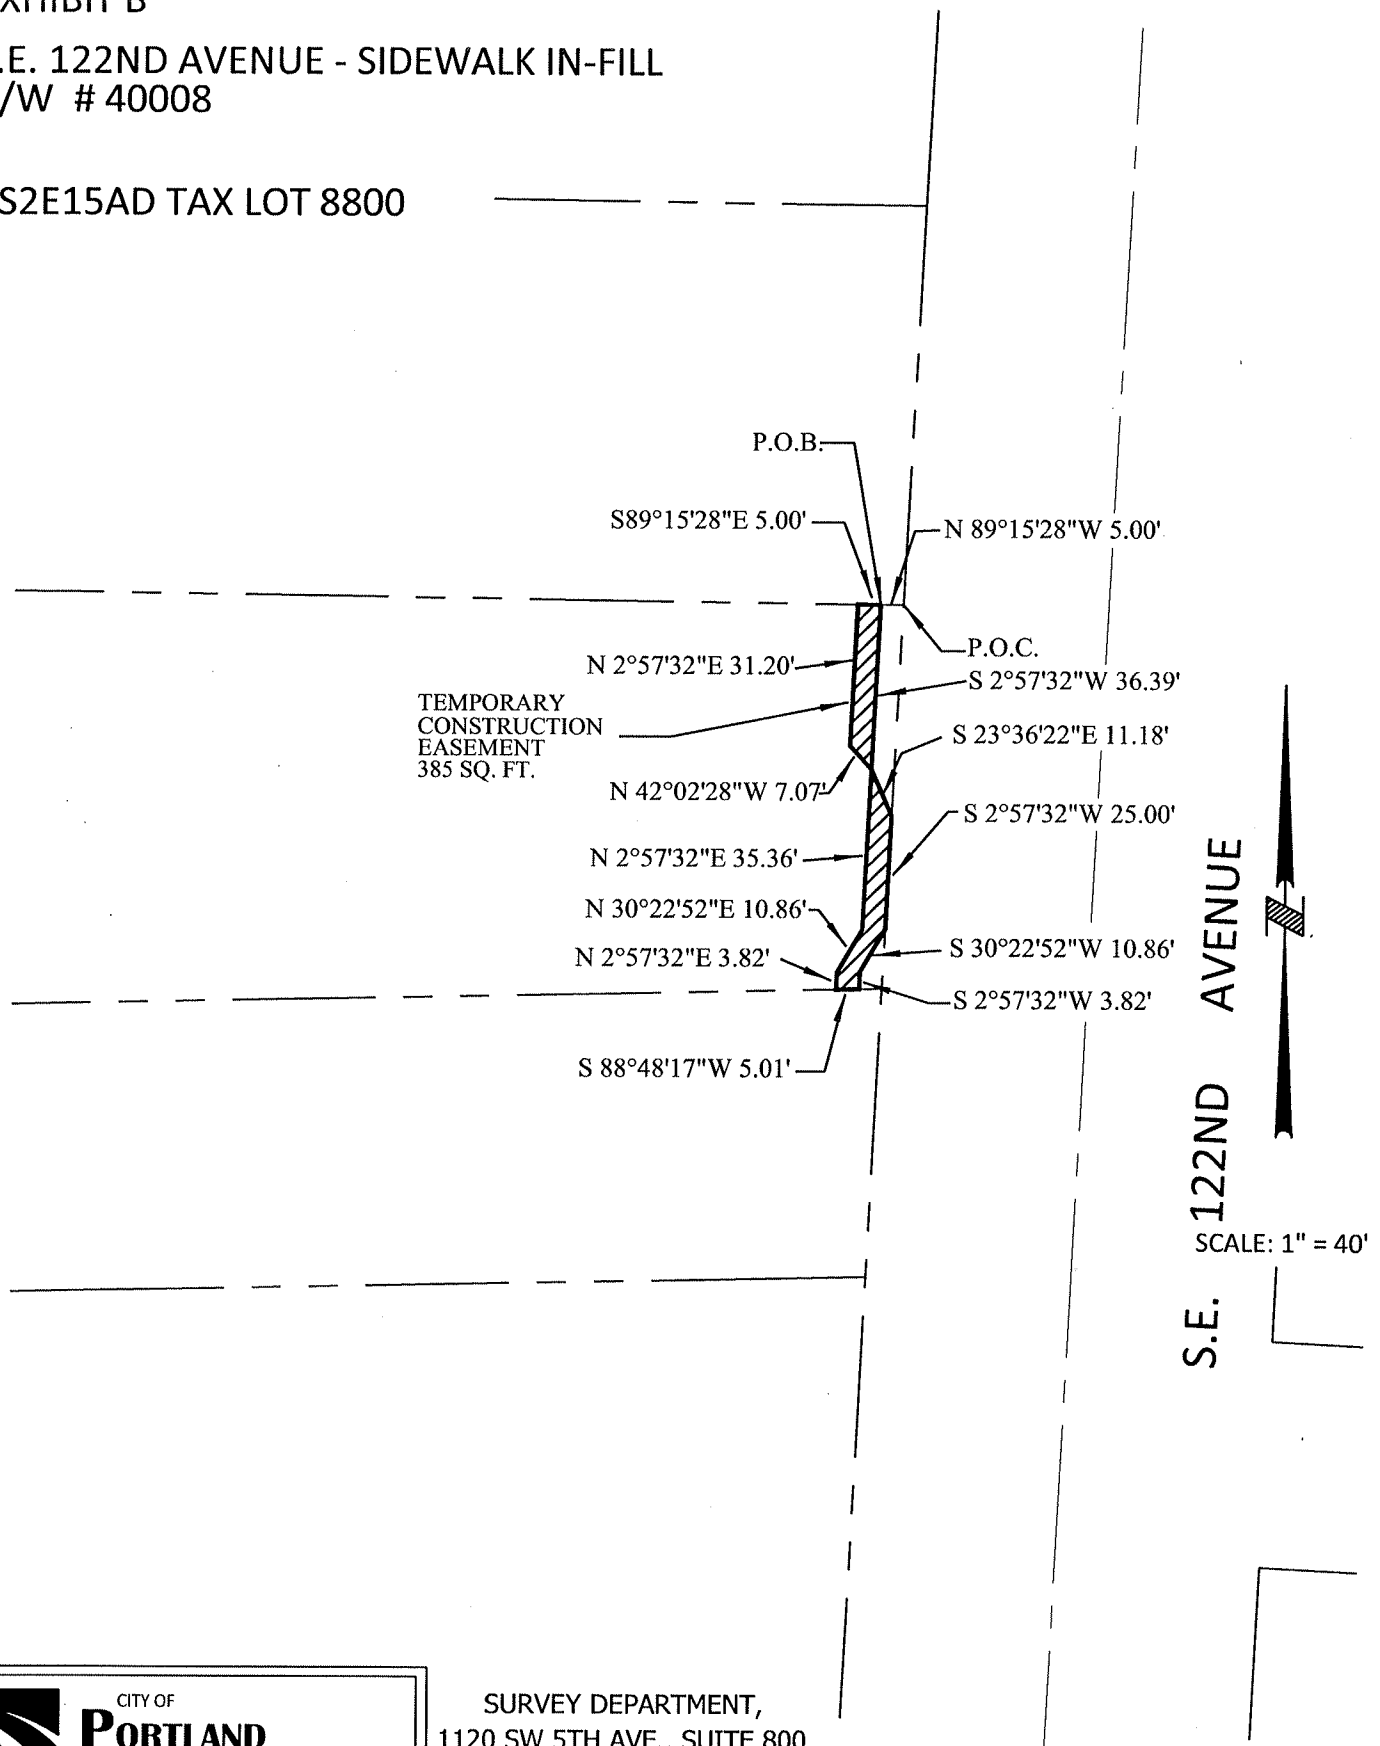 XHIBIT B
.E. 122ND AVENUE - SIDEWALK IN-FILL
/W # 40008
S2E15AD TAX LOT 8800
P.O.B.
S89°15'28"E 5.00'
N 89°15'28"W 5.00'
P.O.C.
N 2°57'32"E 31.20'
S 2°57'32"W 36.39'
TEMPORARY
CONSTRUCTION
EASEMENT
385 SQ. FT.
S 23°36'22"E 11.18'
N 42°02'28"W 7.07'
S 2°57'32"W 25.00'
N 2°57'32"E 35.36'
N 30°22'52"E 10.86'
S 30°22'52"W 10.86'
N 2°57'32"E 3.82'
S 2°57'32"W 3.82'
S 88°48'17"W 5.01'
S.E. 122ND AVENUE
SCALE: 1" = 40'
CITY OF
PORTLAND
SURVEY DEPARTMENT,
1120 SW 5TH AVE., SUITE 800